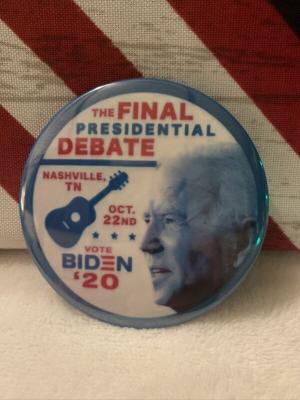 THE FINAL
PRESIDENTIAL
DEBATE
NASHVILLE,
TN
OCT.
22ND
VOTE
BIDEN
'20